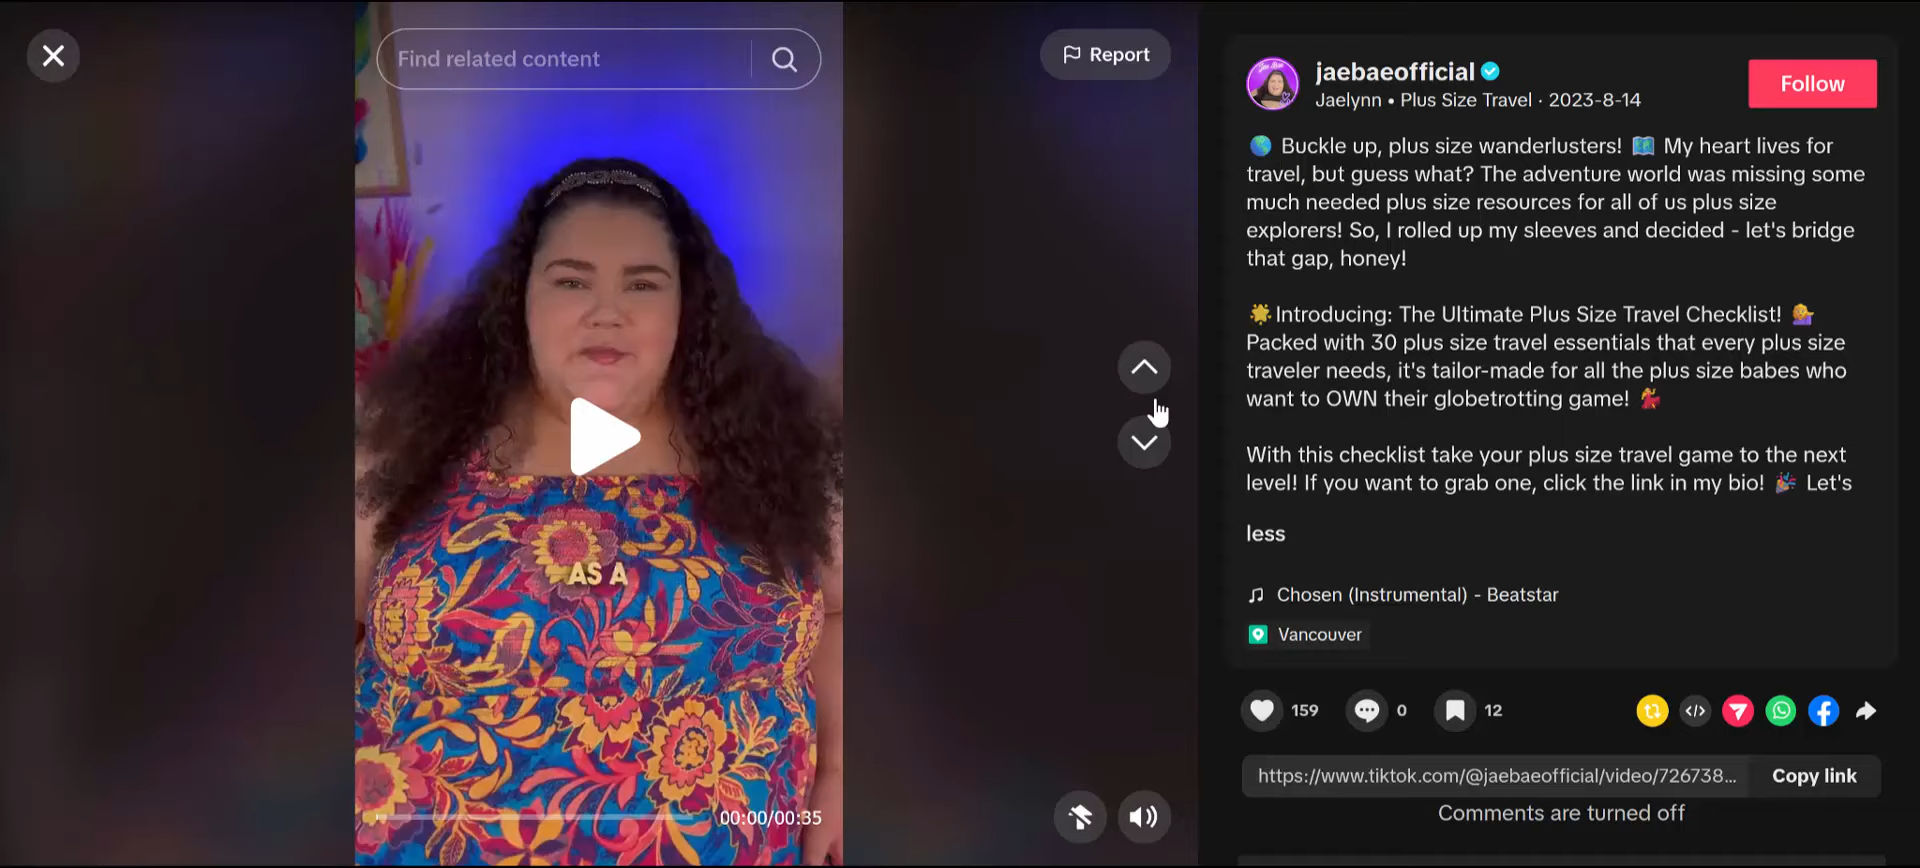 Find related content
Report
AS A
00:00/00:35
jaebaeofficial
Jaelynn • Plus Size Travel · 2023-8-14
Follow
🌎 Buckle up, plus size wanderlusters! 🗺️ My heart lives for
travel, but guess what? The adventure world was missing some
much needed plus size resources for all of us plus size
explorers! So, I rolled up my sleeves and decided - let's bridge
that gap, honey!
🌟Introducing: The Ultimate Plus Size Travel Checklist! 💁
Packed with 30 plus size travel essentials that every plus size
traveler needs, it's tailor-made for all the plus size babes who
want to OWN their globetrotting game! 💃
With this checklist take your plus size travel game to the next
level! If you want to grab one, click the link in my bio! 🎉 Let's
less
Chosen (Instrumental) - Beatstar
Vancouver
159 0 12
https://www.tiktok.com/@jaebaeofficial/video/726738... Copy link
Comments are turned off